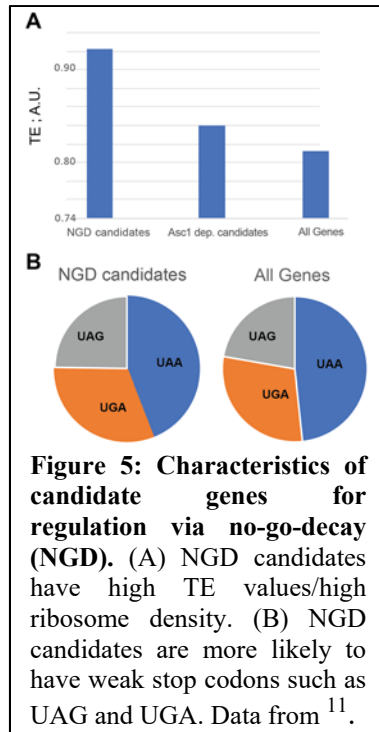 A
TE ; A.U.
0.90
0.80
0.74
NGD candidates Asc1 dep. candidates All Genes
B
NGD candidates All Genes
UAG UAA UAG UAA
UGA UGA
Figure 5: Characteristics of
candidate genes for
regulation via no-go-decay
(NGD). (A) NGD candidates
have high TE values/high
ribosome density. (B) NGD
candidates are more likely to
have weak stop codons such as
UAG and UGA. Data from 11.